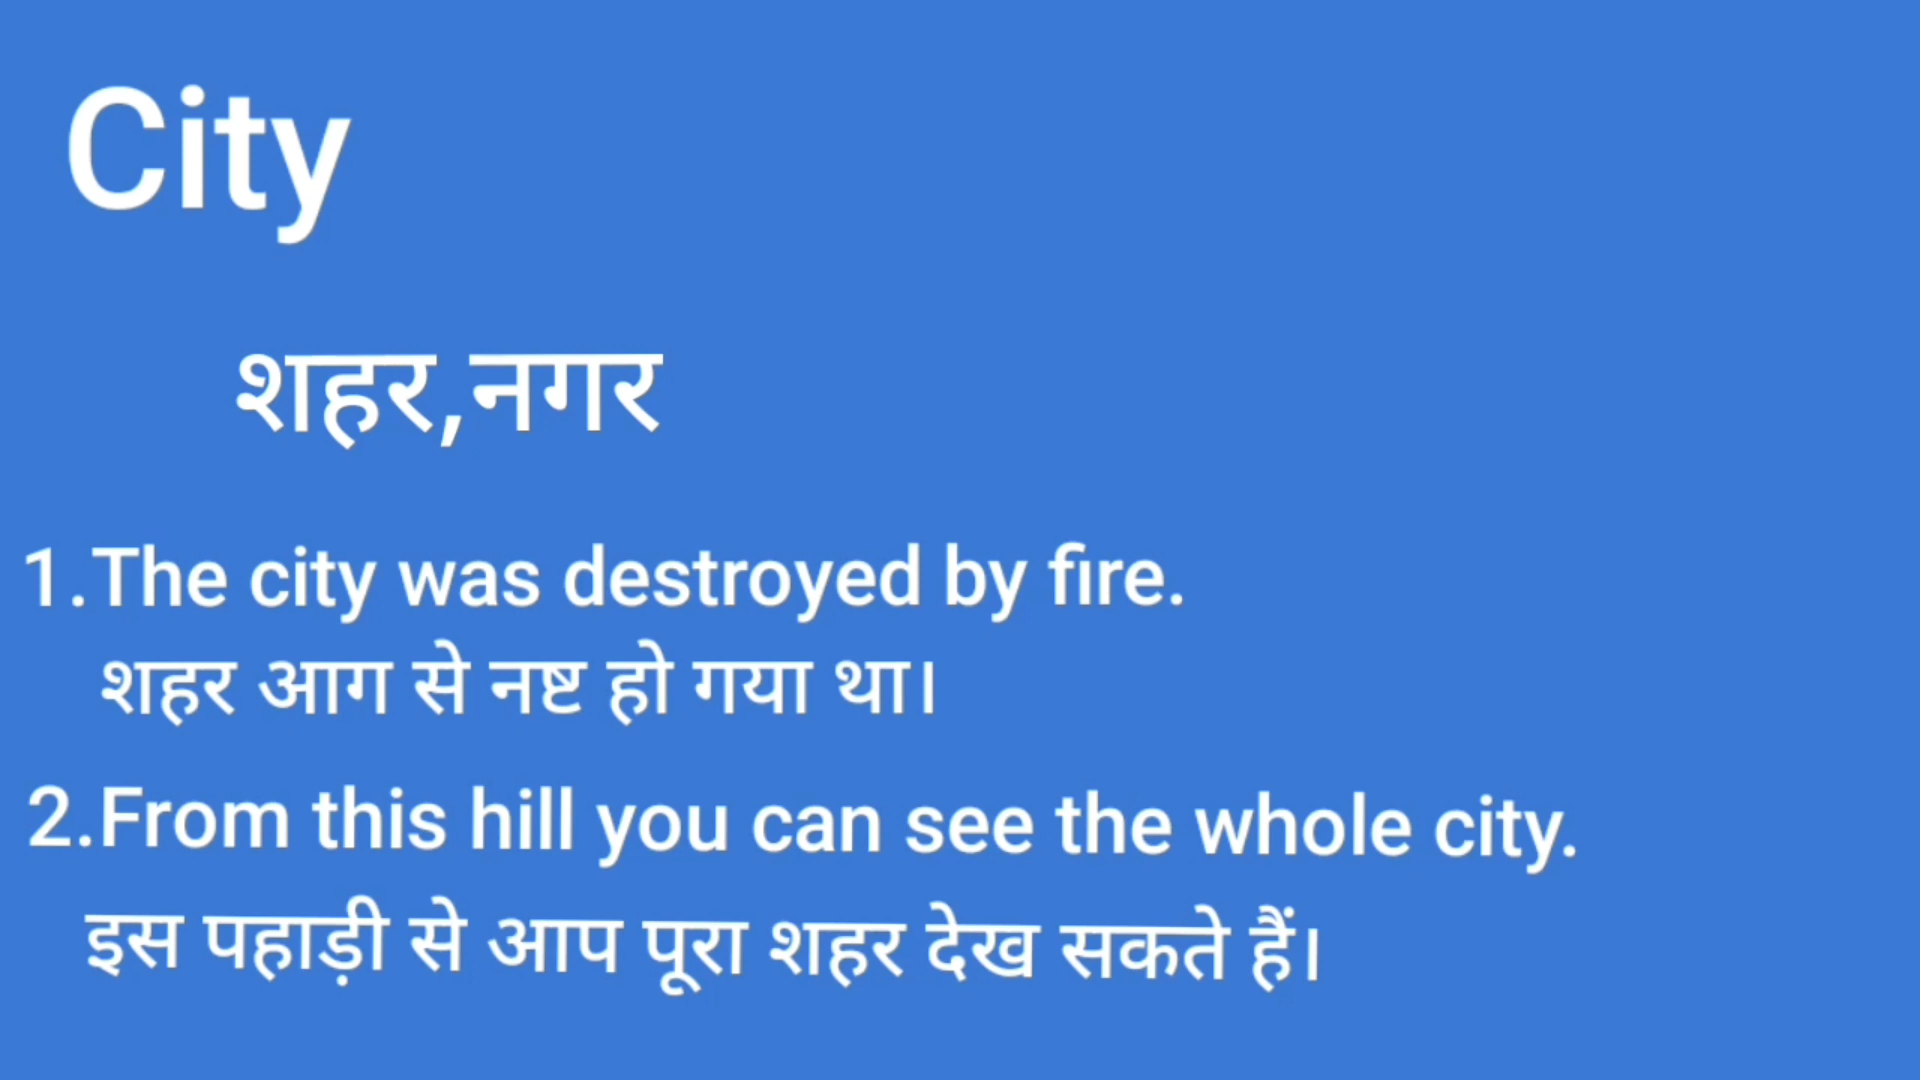 City
शहर,नगर
1.The city was destroyed by fire.
शहर आग से नष्ट हो गया था।
2.From this hill you can see the whole city.
इस पहाड़ी से आप पूरा शहर देख सकते हैं।